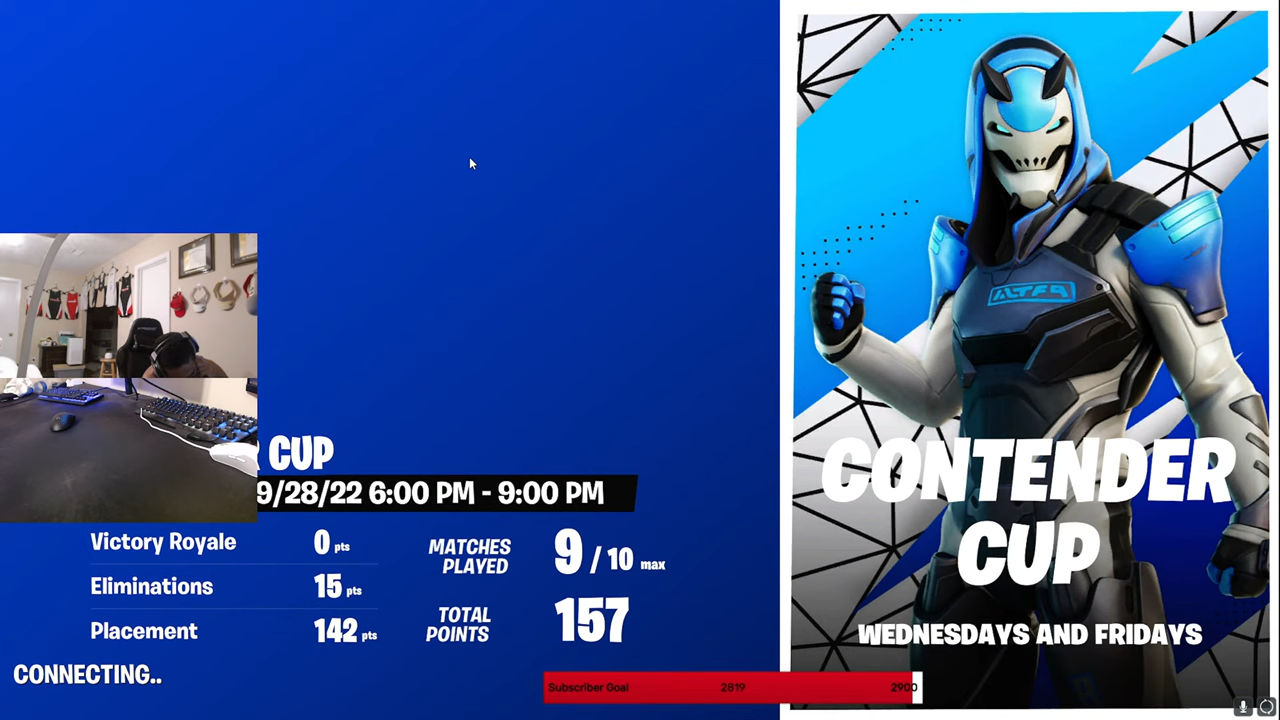 CUP
9/28/22 6:00 PM - 9:00 PM
Victory Royale 0 pts
Eliminations 15 pts
Placement 142 pts
MATCHES
PLAYED
9 / 10 max
TOTAL
POINTS
157
CONNECTING..
Subscriber Goal 2819 2900
CONTENDER
CUP
WEDNESDAYS AND FRIDAYS